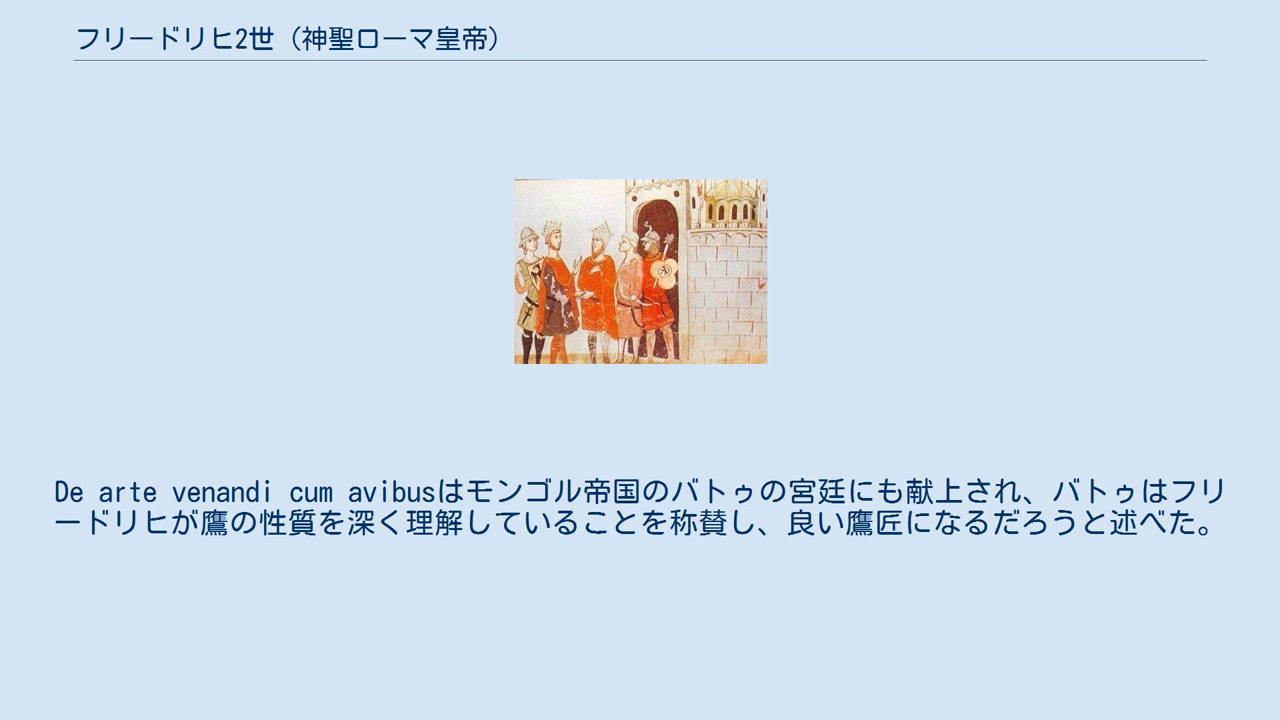 フリードリヒ2世（神聖ローマ皇帝）
De arte venandi cum avibusはモンゴル帝国のバトゥの宮廷にも献上され、バトゥはフリ
ードリヒが鷹の性質を深く理解していることを称賛し、良い鷹匠になるだろうと述べた。